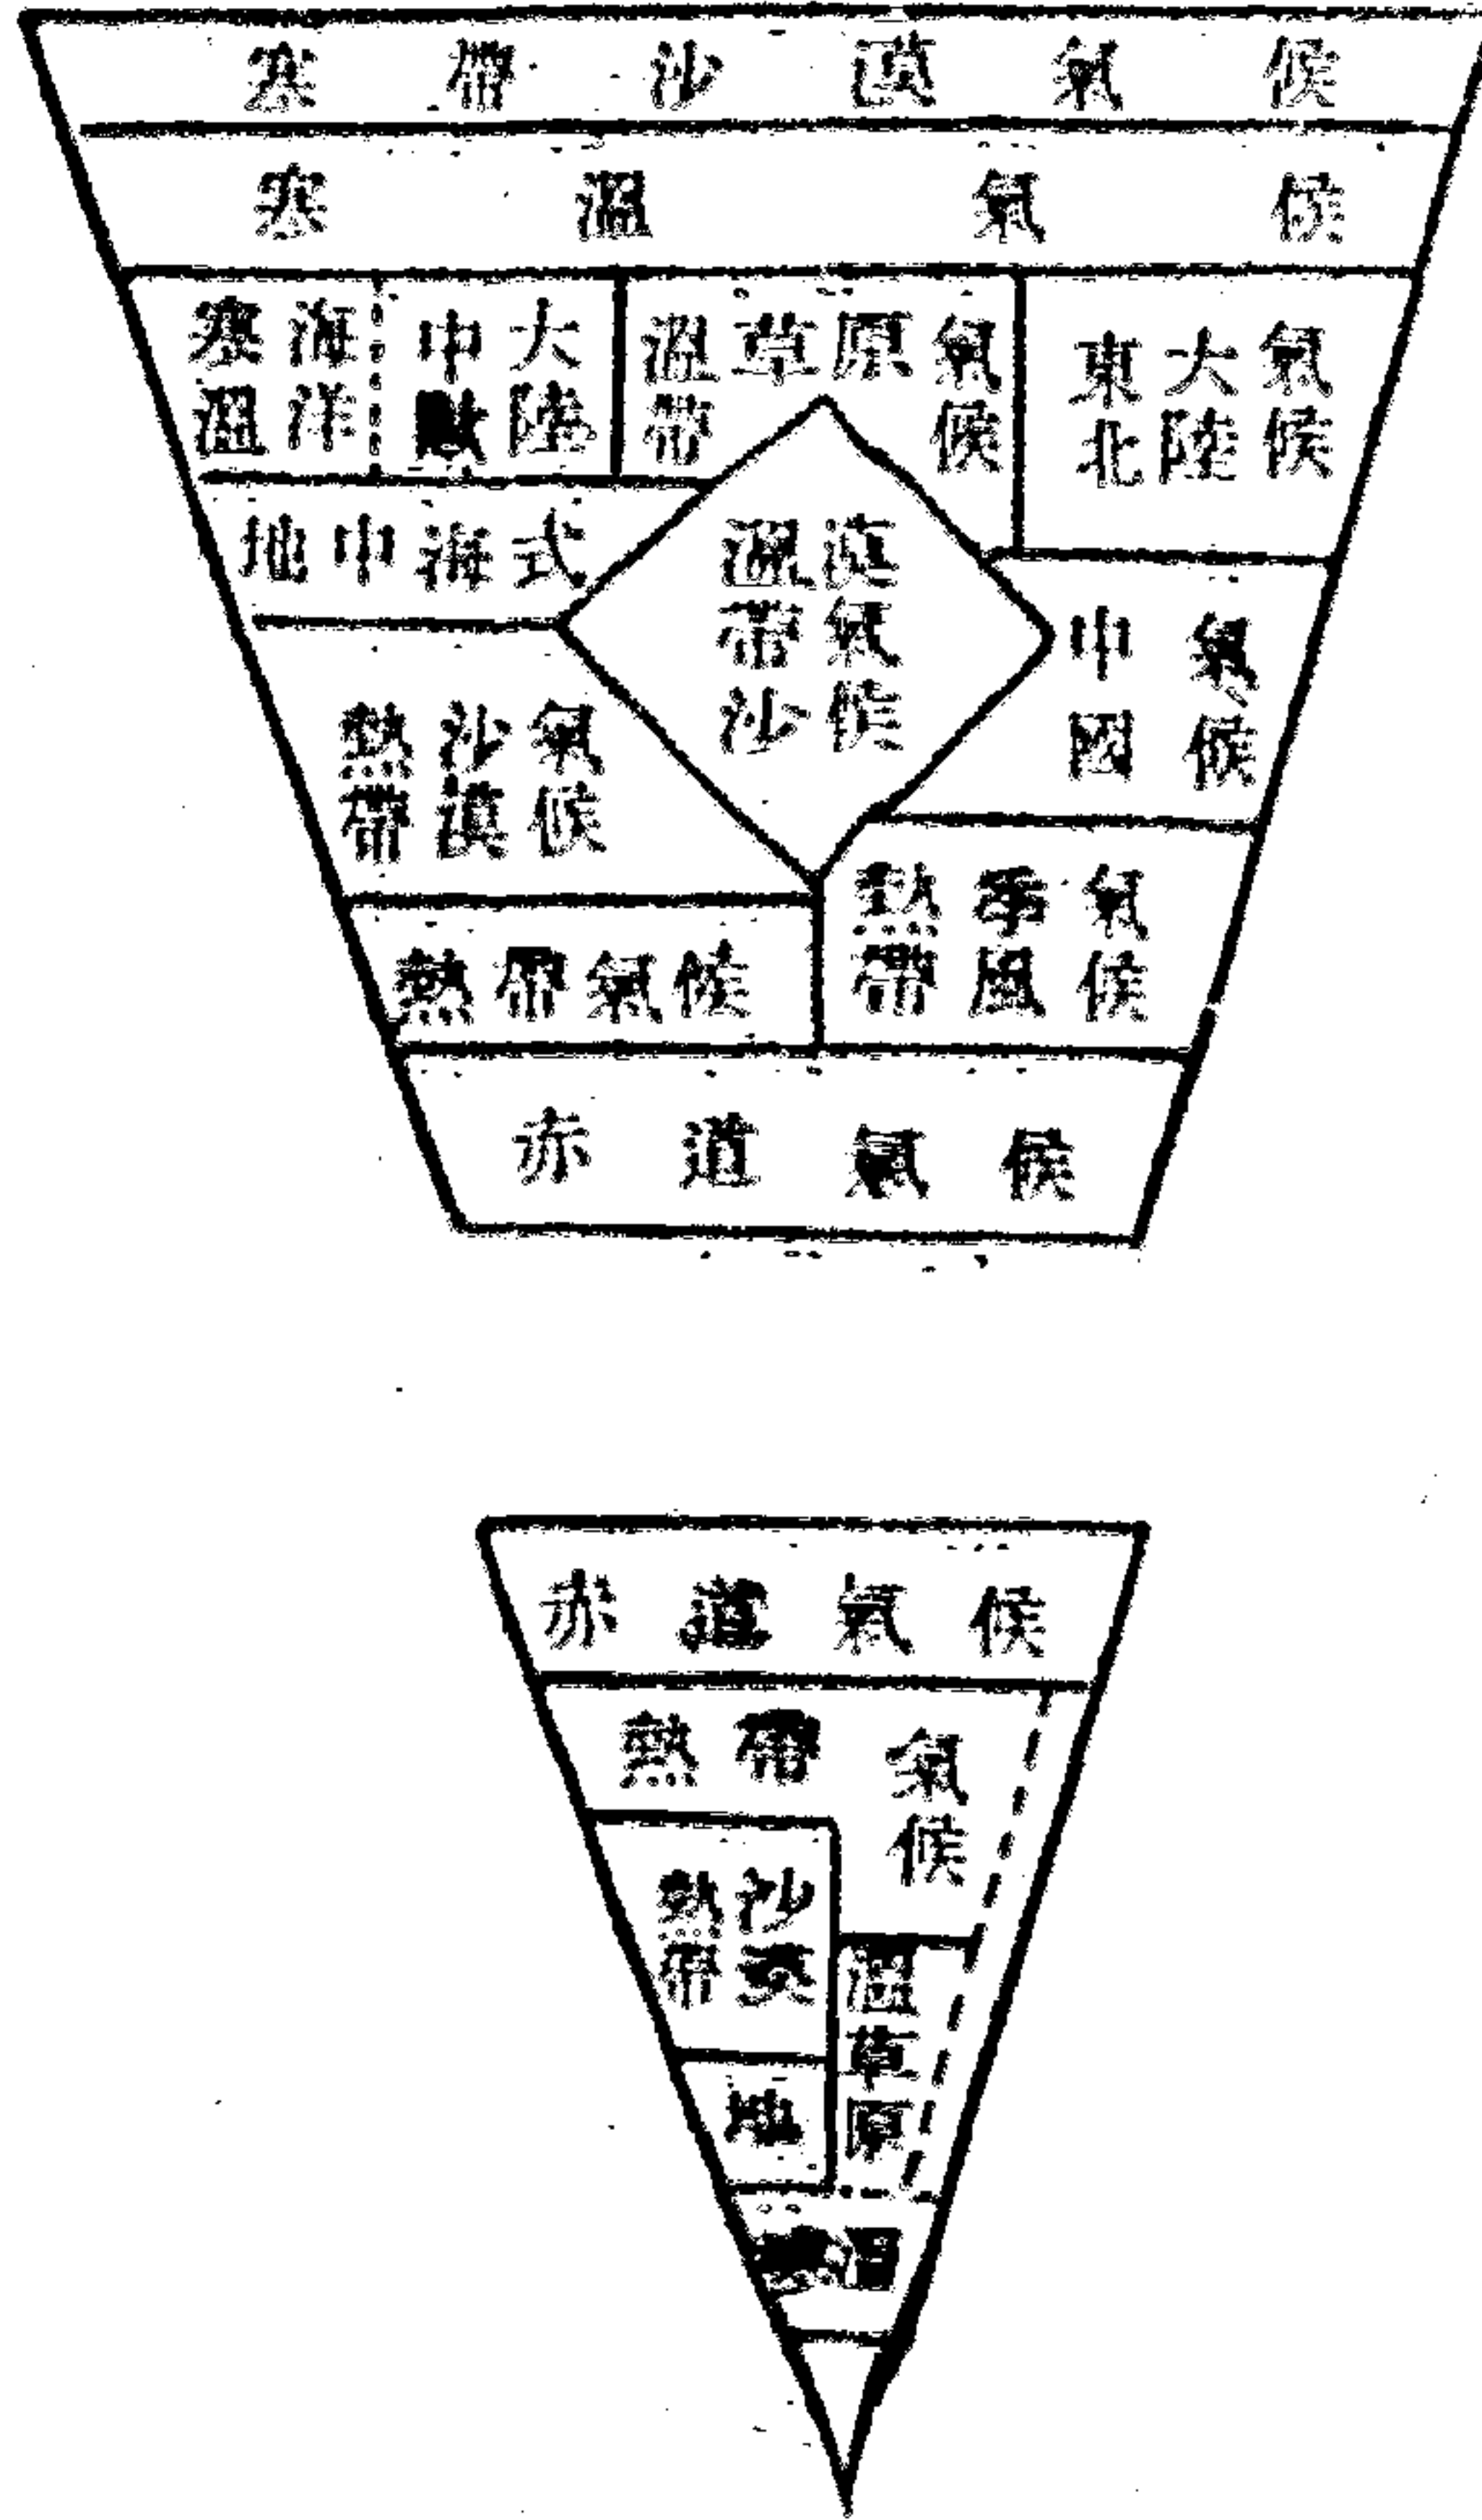 寒帶沙漠氣候
寒溫氣候
寒溫
海洋
中歐
大陸
溫帶草原氣候
東北大陸氣候
地中海式
溫帶沙漠氣候
中國氣候
熱帶沙漠氣候
熱帶季風氣候
熱帶氣候
赤道氣候
赤道氣候
熱帶氣候
熱帶沙漠
溫草原
地
溫